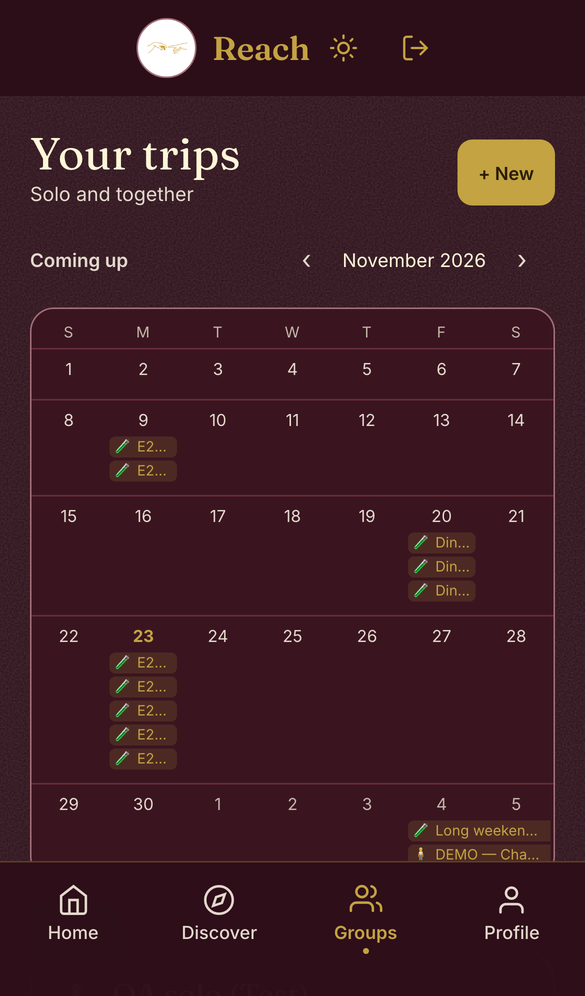 Reach
Your trips
Solo and together
+ New
Coming up
‹ November 2026 ›
S M T W T F S
1 2 3 4 5 6 7
8 9 10 11 12 13 14
E2...
E2...
15 16 17 18 19 20 21
Din...
Din...
Din...
22 23 24 25 26 27 28
E2...
E2...
E2...
E2...
E2...
29 30 1 2 3 4 5
Long weeken...
DEMO — Cha...
Home Discover Groups Profile